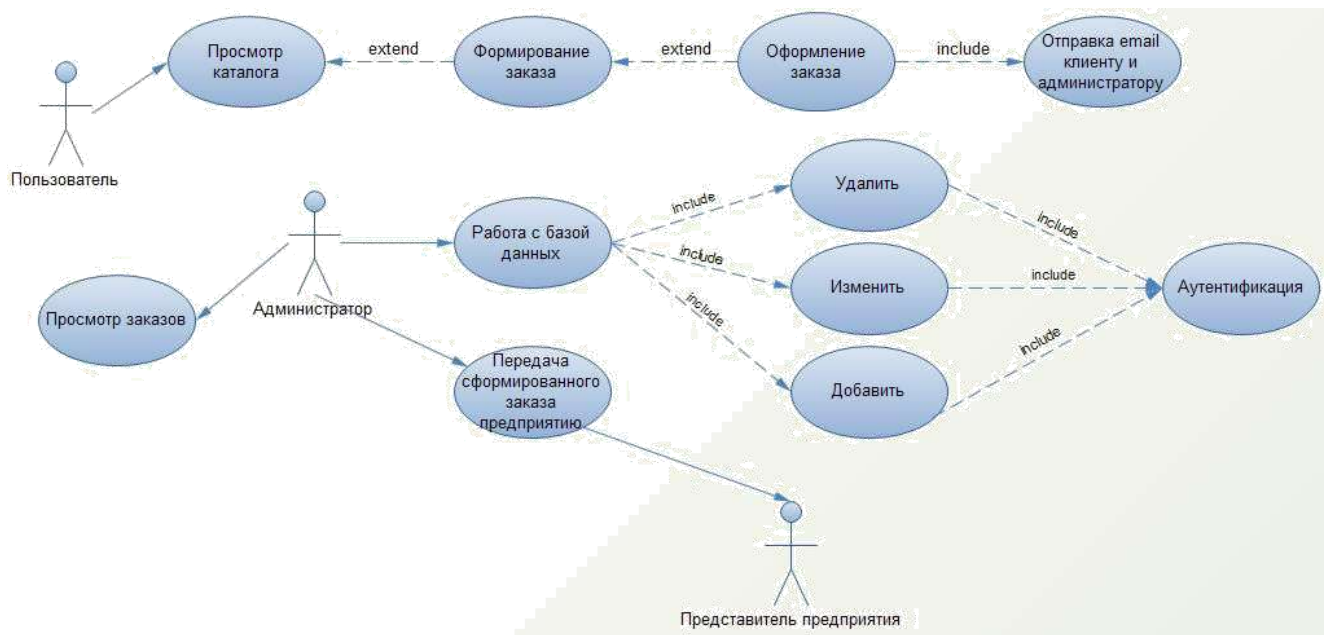 Просмотр
каталога
extend
Формирование
заказа
extend
Оформление
заказа
include
Отправка email
клиенту и
администратору
Пользователь
Удалить
include
include
Работа с базой
данных
include
Изменить
include
Аутентификация
Просмотр заказов
Администратор
include
include
Передача
сформированного
заказа
предприятию
Добавить
Представитель предприятия